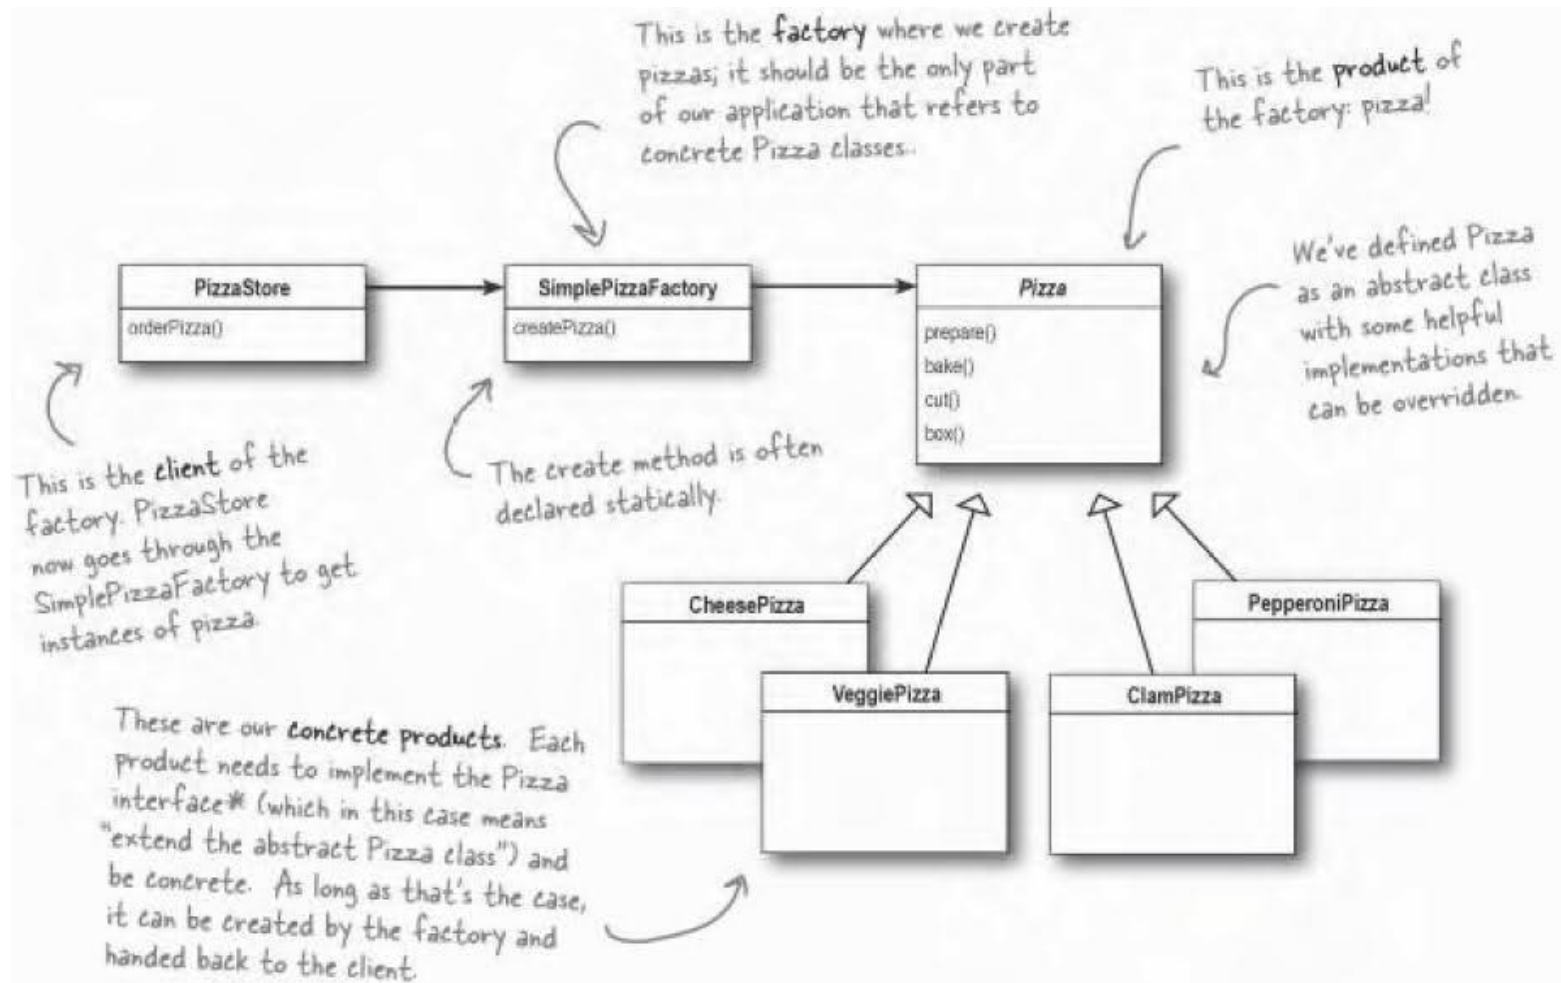 This is the factory where we create
pizzas; it should be the only part
of our application that refers to
concrete Pizza classes..
This is the product of
the factory: pizza!
We've defined Pizza
as an abstract class
with some helpful
implementations that
can be overridden.
PizzaStore
orderPizza()
SimplePizzaFactory
createPizza()
Pizza
prepare()
bake()
cut()
box()
This is the client of the
factory. PizzaStore
now goes through the
SimplePizzaFactory to get
instances of pizza.
The create method is often
declared statically.
CheesePizza
VeggiePizza
ClamPizza
PepperoniPizza
These are our concrete products. Each
product needs to implement the Pizza
interface* (which in this case means
"extend the abstract Pizza class") and
be concrete. As long as that's the case,
it can be created by the factory and
handed back to the client.